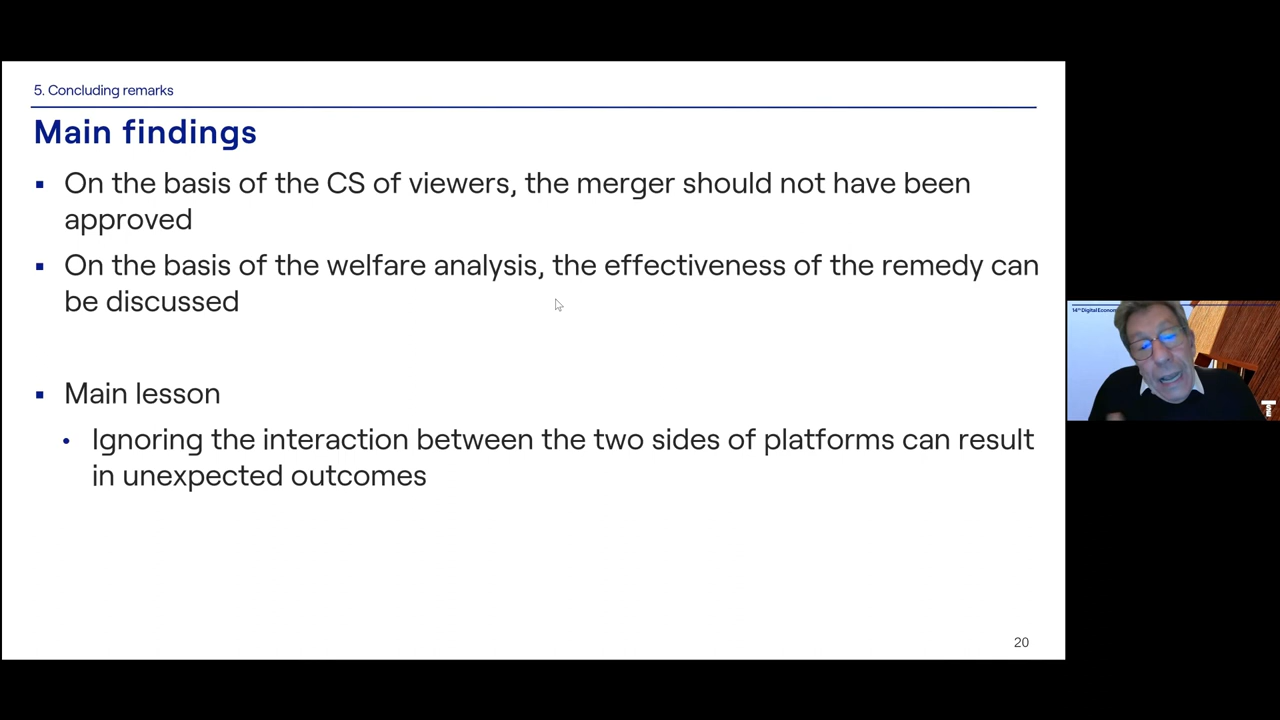 5. Concluding remarks
Main findings
▪ On the basis of the CS of viewers, the merger should not have been
approved
▪ On the basis of the welfare analysis, the effectiveness of the remedy can
be discussed
▪ Main lesson
• Ignoring the interaction between the two sides of platforms can result
in unexpected outcomes
20
14th Digital